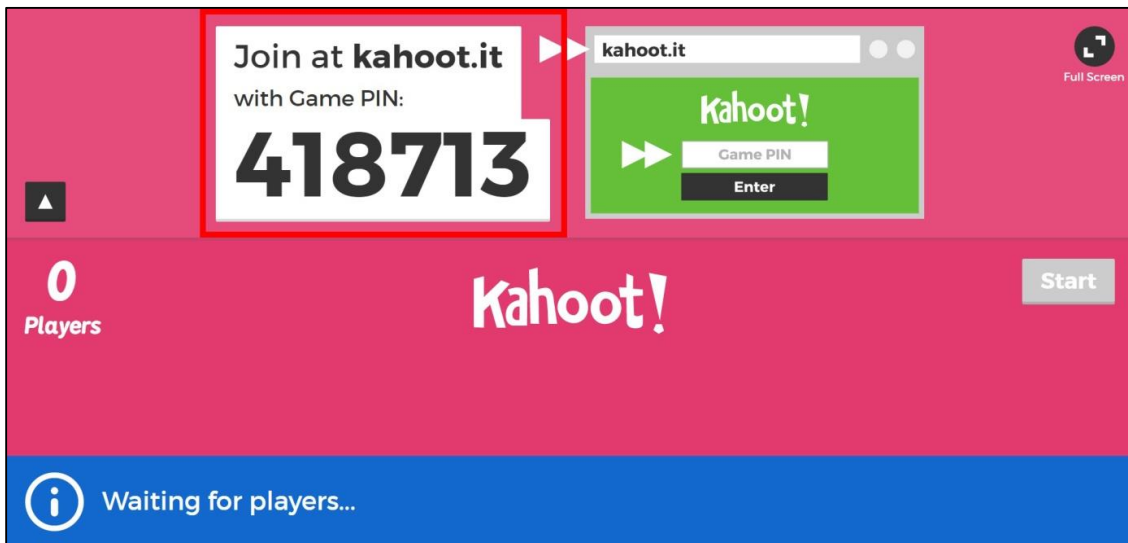 Join at kahoot.it
with Game PIN:
418713
kahoot.it
Kahoot!
Game PIN
Enter
Full Screen
0
Players
Kahoot!
Start
Waiting for players...